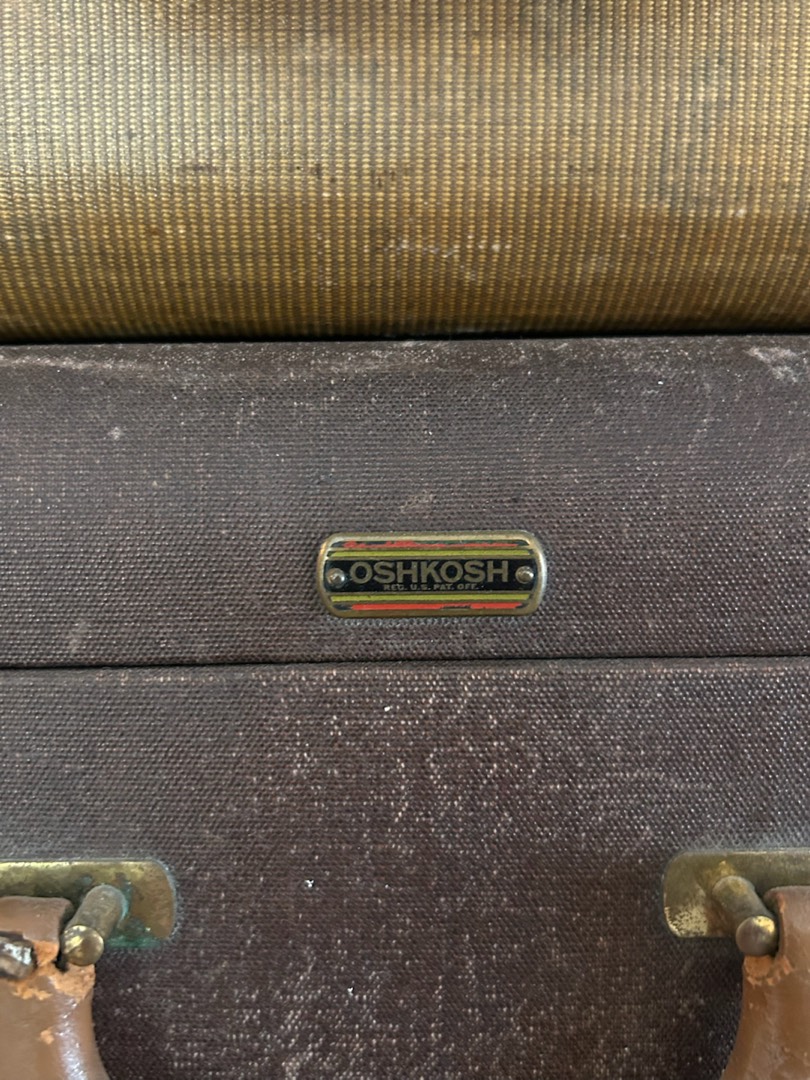 OSHKOSH
REG. U.S. PAT. OFF.